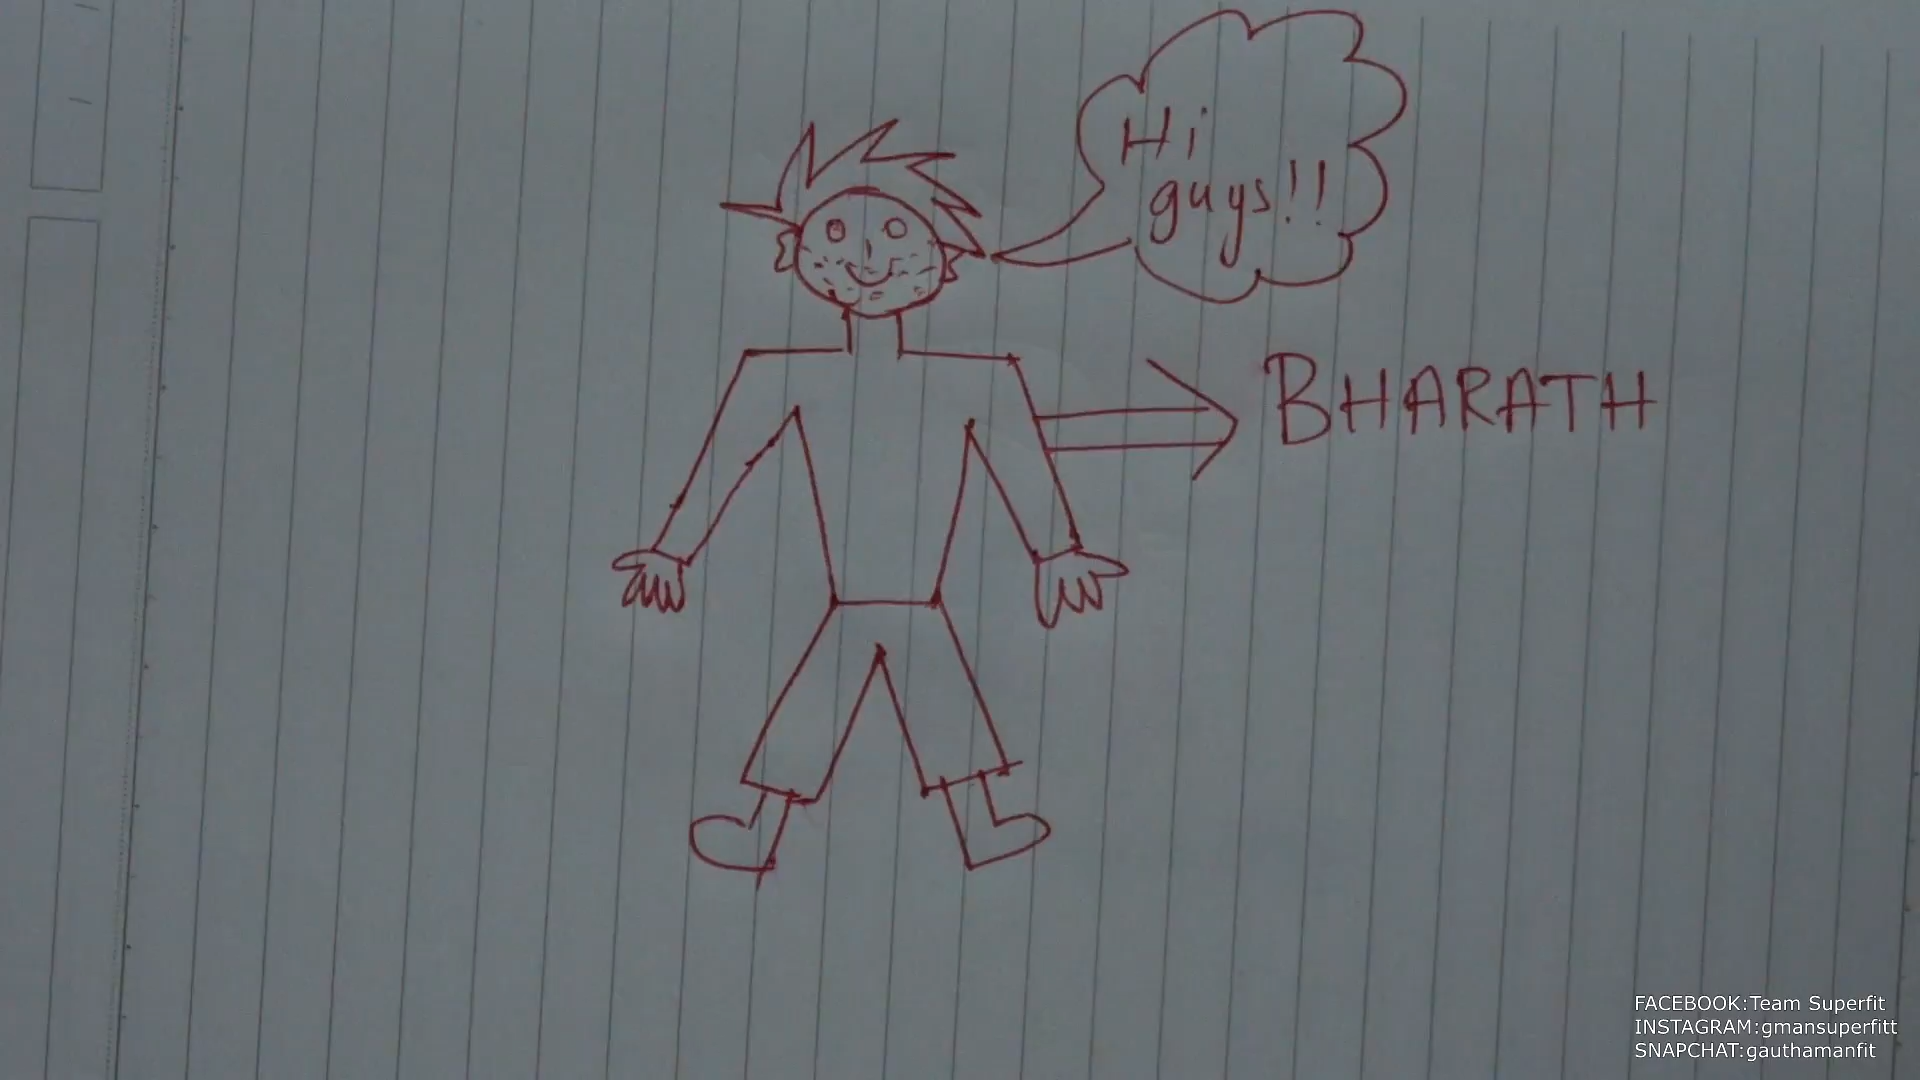 Hi
guys!!
BHARATH
FACEBOOK:Team Superfit
INSTAGRAM:gmansuperfitt
SNAPCHAT:gauthamanfit